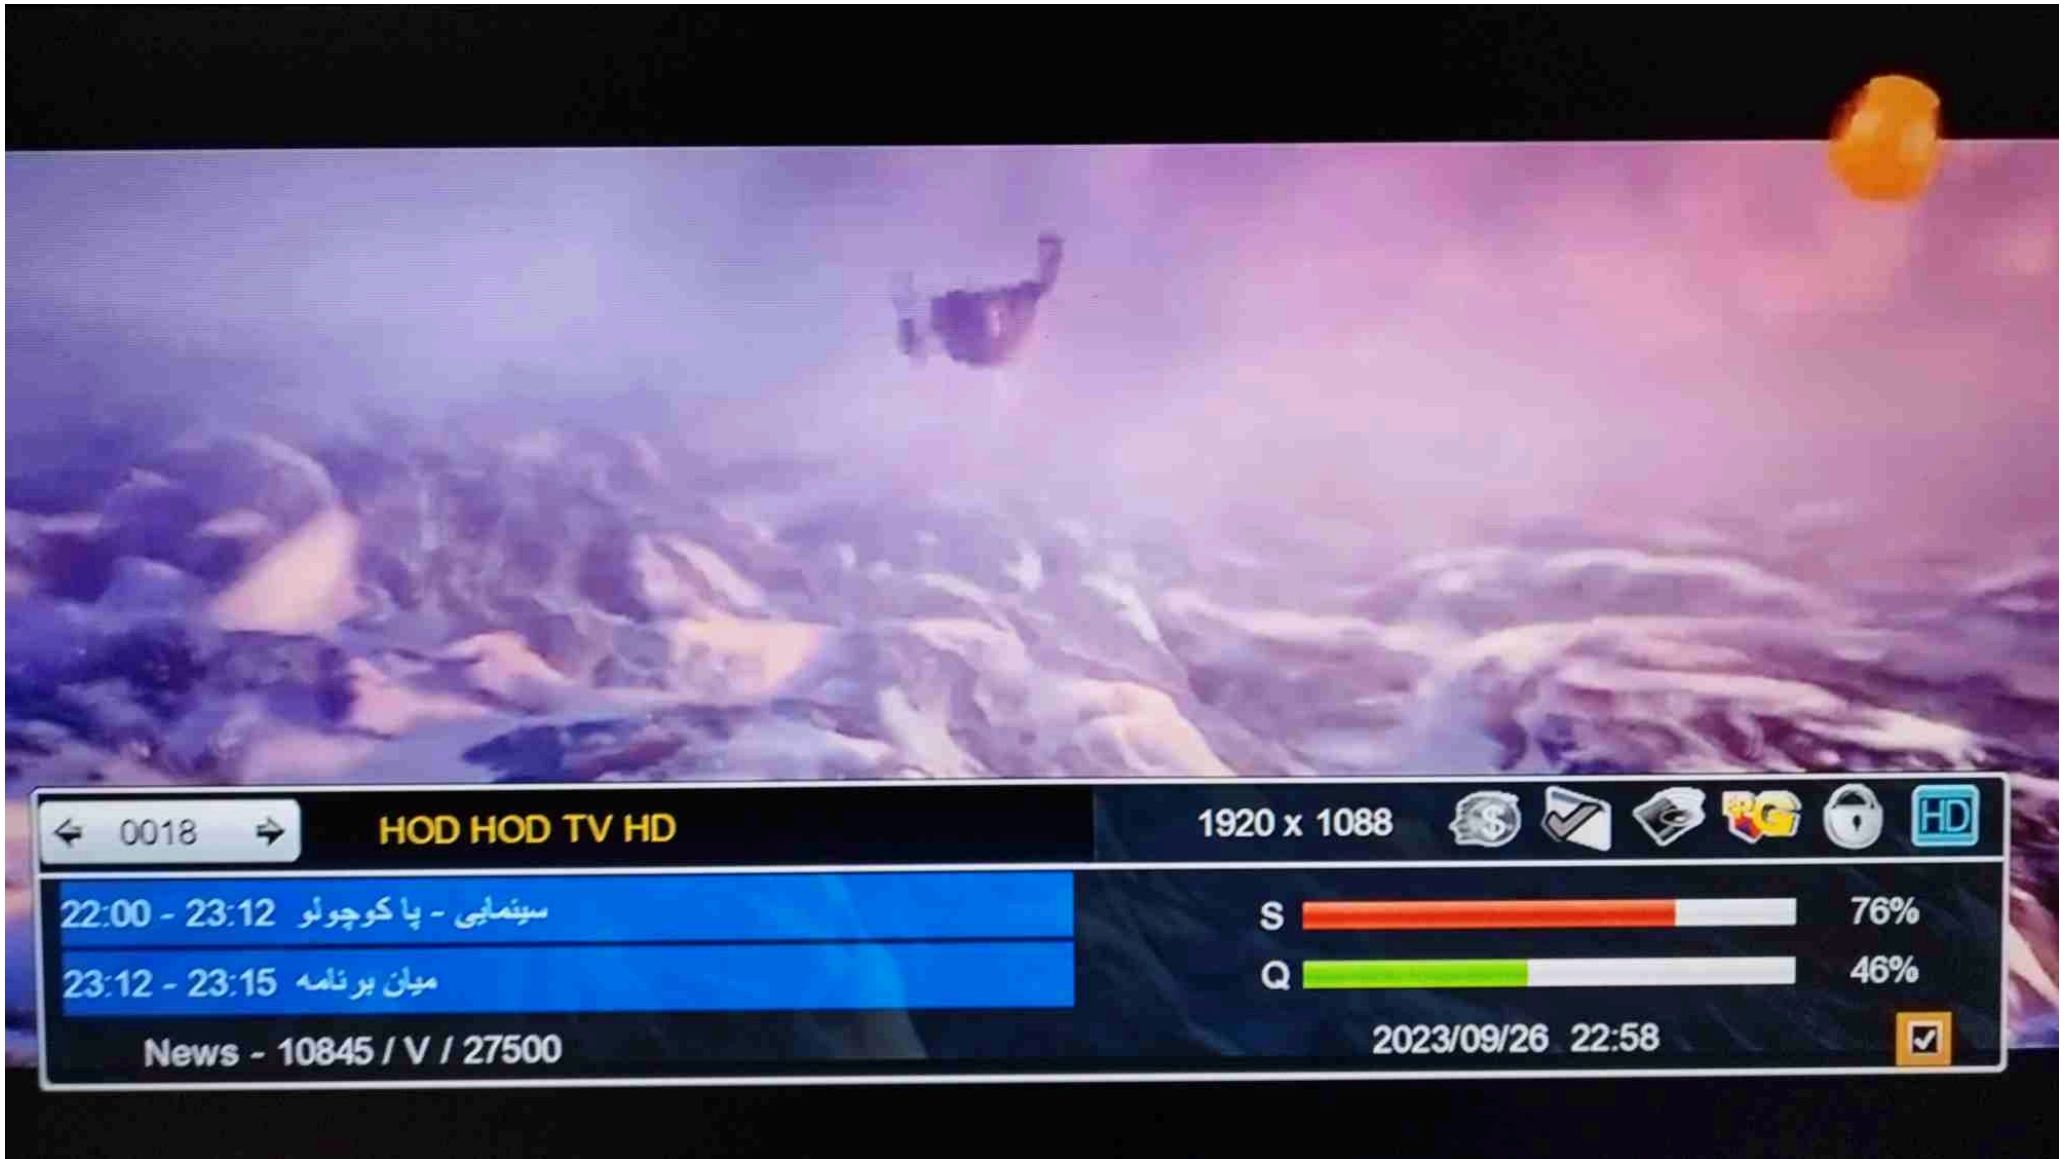 0018
HOD HOD TV HD
1920 x 1088
$
EPG
HD
22:00 - 23:12 سینمایی - پا کوچولو
S
76%
23:12 - 23:15 میان برنامه
Q
46%
News - 10845 / V / 27500
2023/09/26 22:58